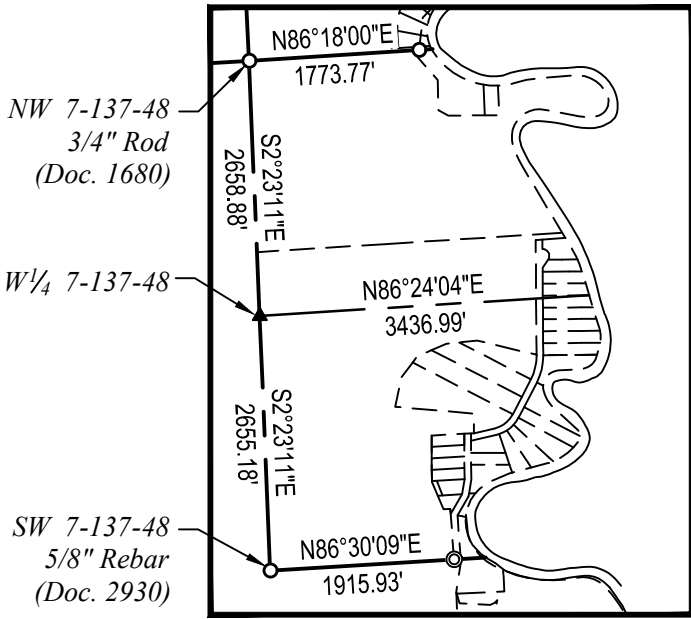 N86°18'00"E
1773.77'
NW 7-137-48
3/4" Rod
(Doc. 1680)
S2°23'11"E
2658.88'
W1/4 7-137-48
N86°24'04"E
3436.99'
S2°23'11"E
2655.18'
SW 7-137-48
5/8" Rebar
(Doc. 2930)
N86°30'09"E
1915.93'